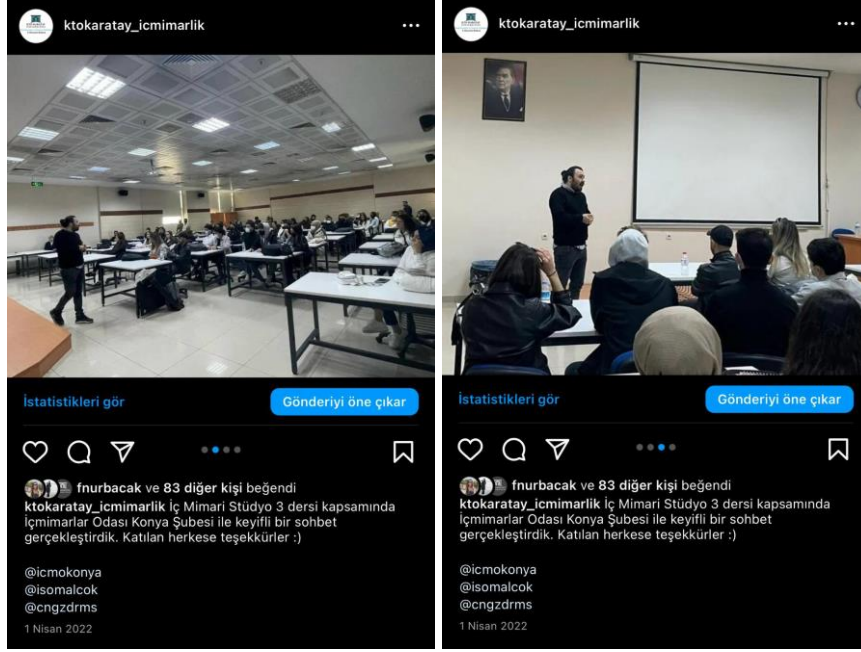 ktokaratay_icmimarlik
İstatistikleri gör
Gönderiyi öne çıkar
fnurbacak ve 83 diğer kişi beğendi
ktokaratay_icmimarlik İç Mimari Stüdyo 3 dersi kapsamında
İçmimarlar Odası Konya Şubesi ile keyifli bir sohbet
gerçekleştirdik. Katılan herkese teşekkürler :)
@icmokonya
@isomalcok
@cngzdrms
1 Nisan 2022
ktokaratay_icmimarlik
İstatistikleri gör
Gönderiyi öne çıkar
fnurbacak ve 83 diğer kişi beğendi
ktokaratay_icmimarlik İç Mimari Stüdyo 3 dersi kapsamında
İçmimarlar Odası Konya Şubesi ile keyifli bir sohbet
gerçekleştirdik. Katılan herkese teşekkürler :)
@icmokonya
@isomalcok
@cngzdrms
1 Nisan 2022